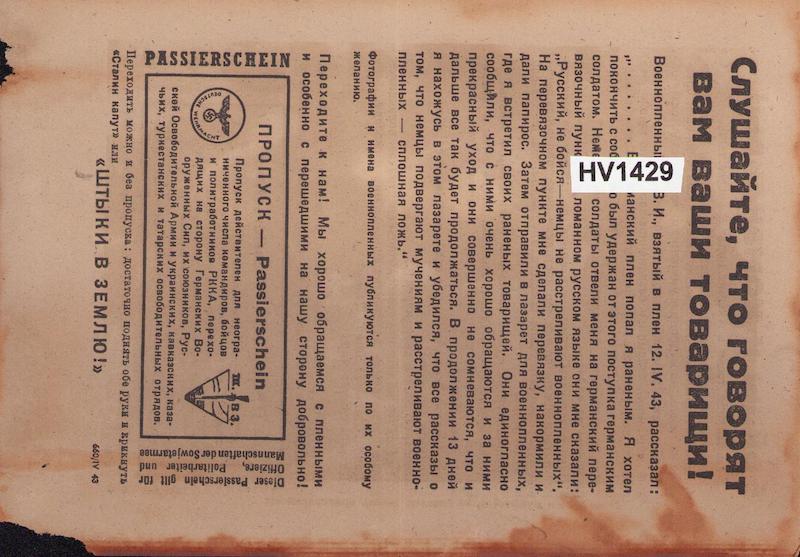 HV1429
Слушайте, что говорят
вам ваши товарищи!
Военнопленный В. И., взятый в плен 12. IV. 43, рассказал:
„ . . . . . . . . В манский плен попал я раненым. Я хотел
покончить с соб о был удержан от этого поступка германским
солдатом. солдаты отвели меня на германский пере-
вязочный пунк ломаном русском языке они мне сказали:
„Русский, не бойся—немцы не расстреливают военнопленных“.
На перевязочном пункте мне сделали перевязку, накормили и
дали папирос. Затем отправили в лазарет для военнопленных,
где я встретил своих раненых товарищей. Они единогласно
сообщили, что с ними очень хорошо обращаются и за ними
прекрасный уход и они совершенно не сомневаются, что и
дальше все так будет продолжаться. В продолжении 13 дней
я нахожусь в этом лазарете и убедился, что все рассказы о
том, что немцы подвергают мучениям и расстреливают военно-
пленных — сплошная ложь.“
Фотографии и имена военнопленных публикуются только по их особому
желанию.
Переходите к нам! Мы хорошо обращаемся с пленными
и особенно с перешедшими на нашу сторону добровольно!
PASSIERSCHEIN
ПРОПУСК — Passierschein
DEUTSCHE WEHRMACHT
Пропуск действителен для неогра-
ниченного числа командиров, бойцов
и политработников РККА, перехо-
дящих на сторону Германских Во-
оруженных Сил, их союзников, Рус-
ской Освободительной Армии и украинских, кавказских, каза-
чьих, туркестанских и татарских освободительных отрядов.
Ш. В З.
Dieser Passierschein gilt für
Offiziere, Politarbeiter und
Mannschaften der Sowjetarmee
Переходить можно и без пропуска: достаточно поднять обе руки и крикнуть
«Сталин капут» или
«ШТЫКИ В ЗЕМЛЮ!»
660/IV 43